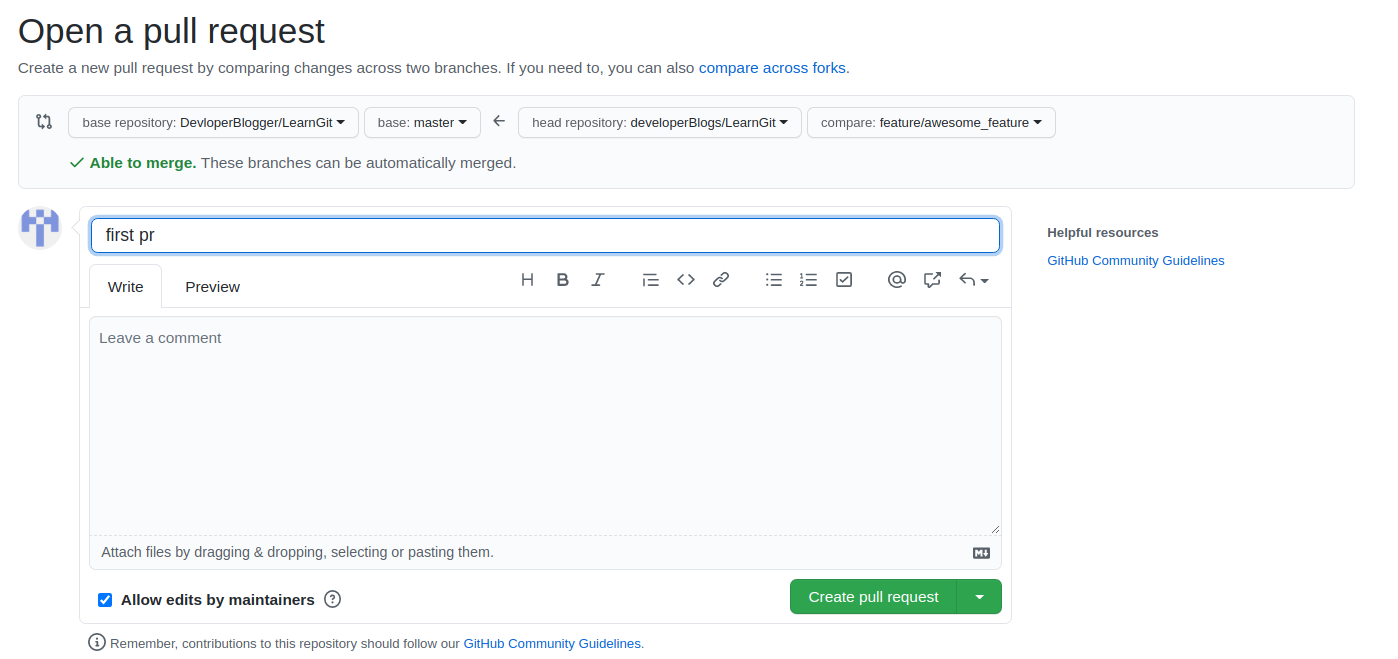 Open a pull request
Create a new pull request by comparing changes across two branches. If you need to, you can also compare across forks.
base repository: DevloperBlogger/LearnGit base: master head repository: developerBlogs/LearnGit compare: feature/awesome_feature
Able to merge. These branches can be automatically merged.
first pr
Write Preview
Leave a comment
Attach files by dragging & dropping, selecting or pasting them.
Allow edits by maintainers
Create pull request
Remember, contributions to this repository should follow our GitHub Community Guidelines.
Helpful resources
GitHub Community Guidelines